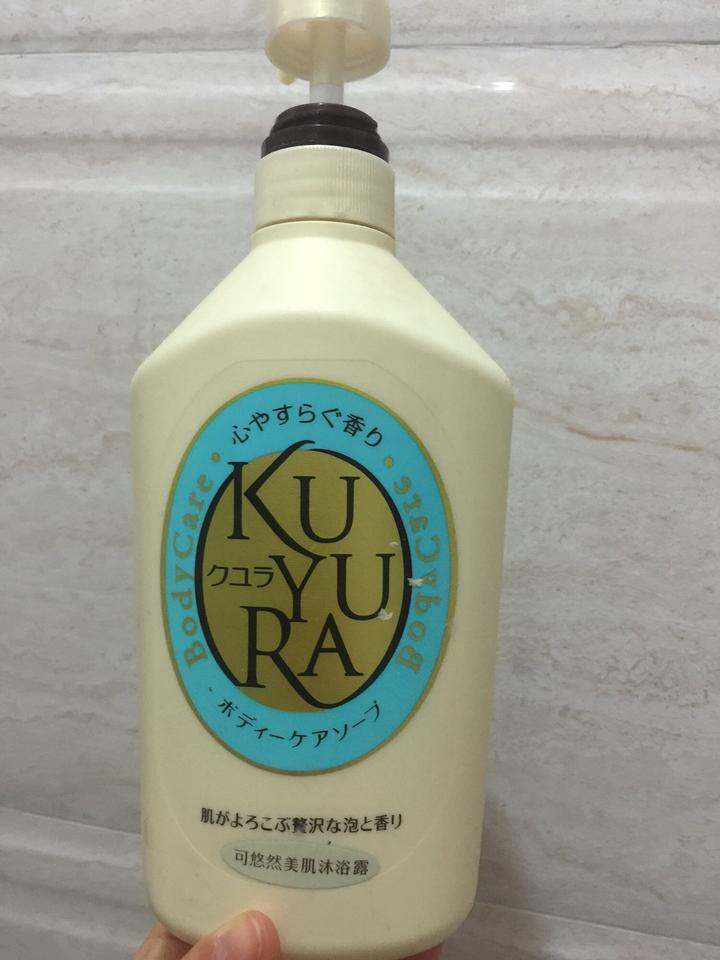 心やすらぐ香り
BodyCare
BodyCare
KU
クユラ
YU
RA
ボディーケアソープ
肌がよろこぶ贅沢な泡と香り
可悠然美肌沐浴露